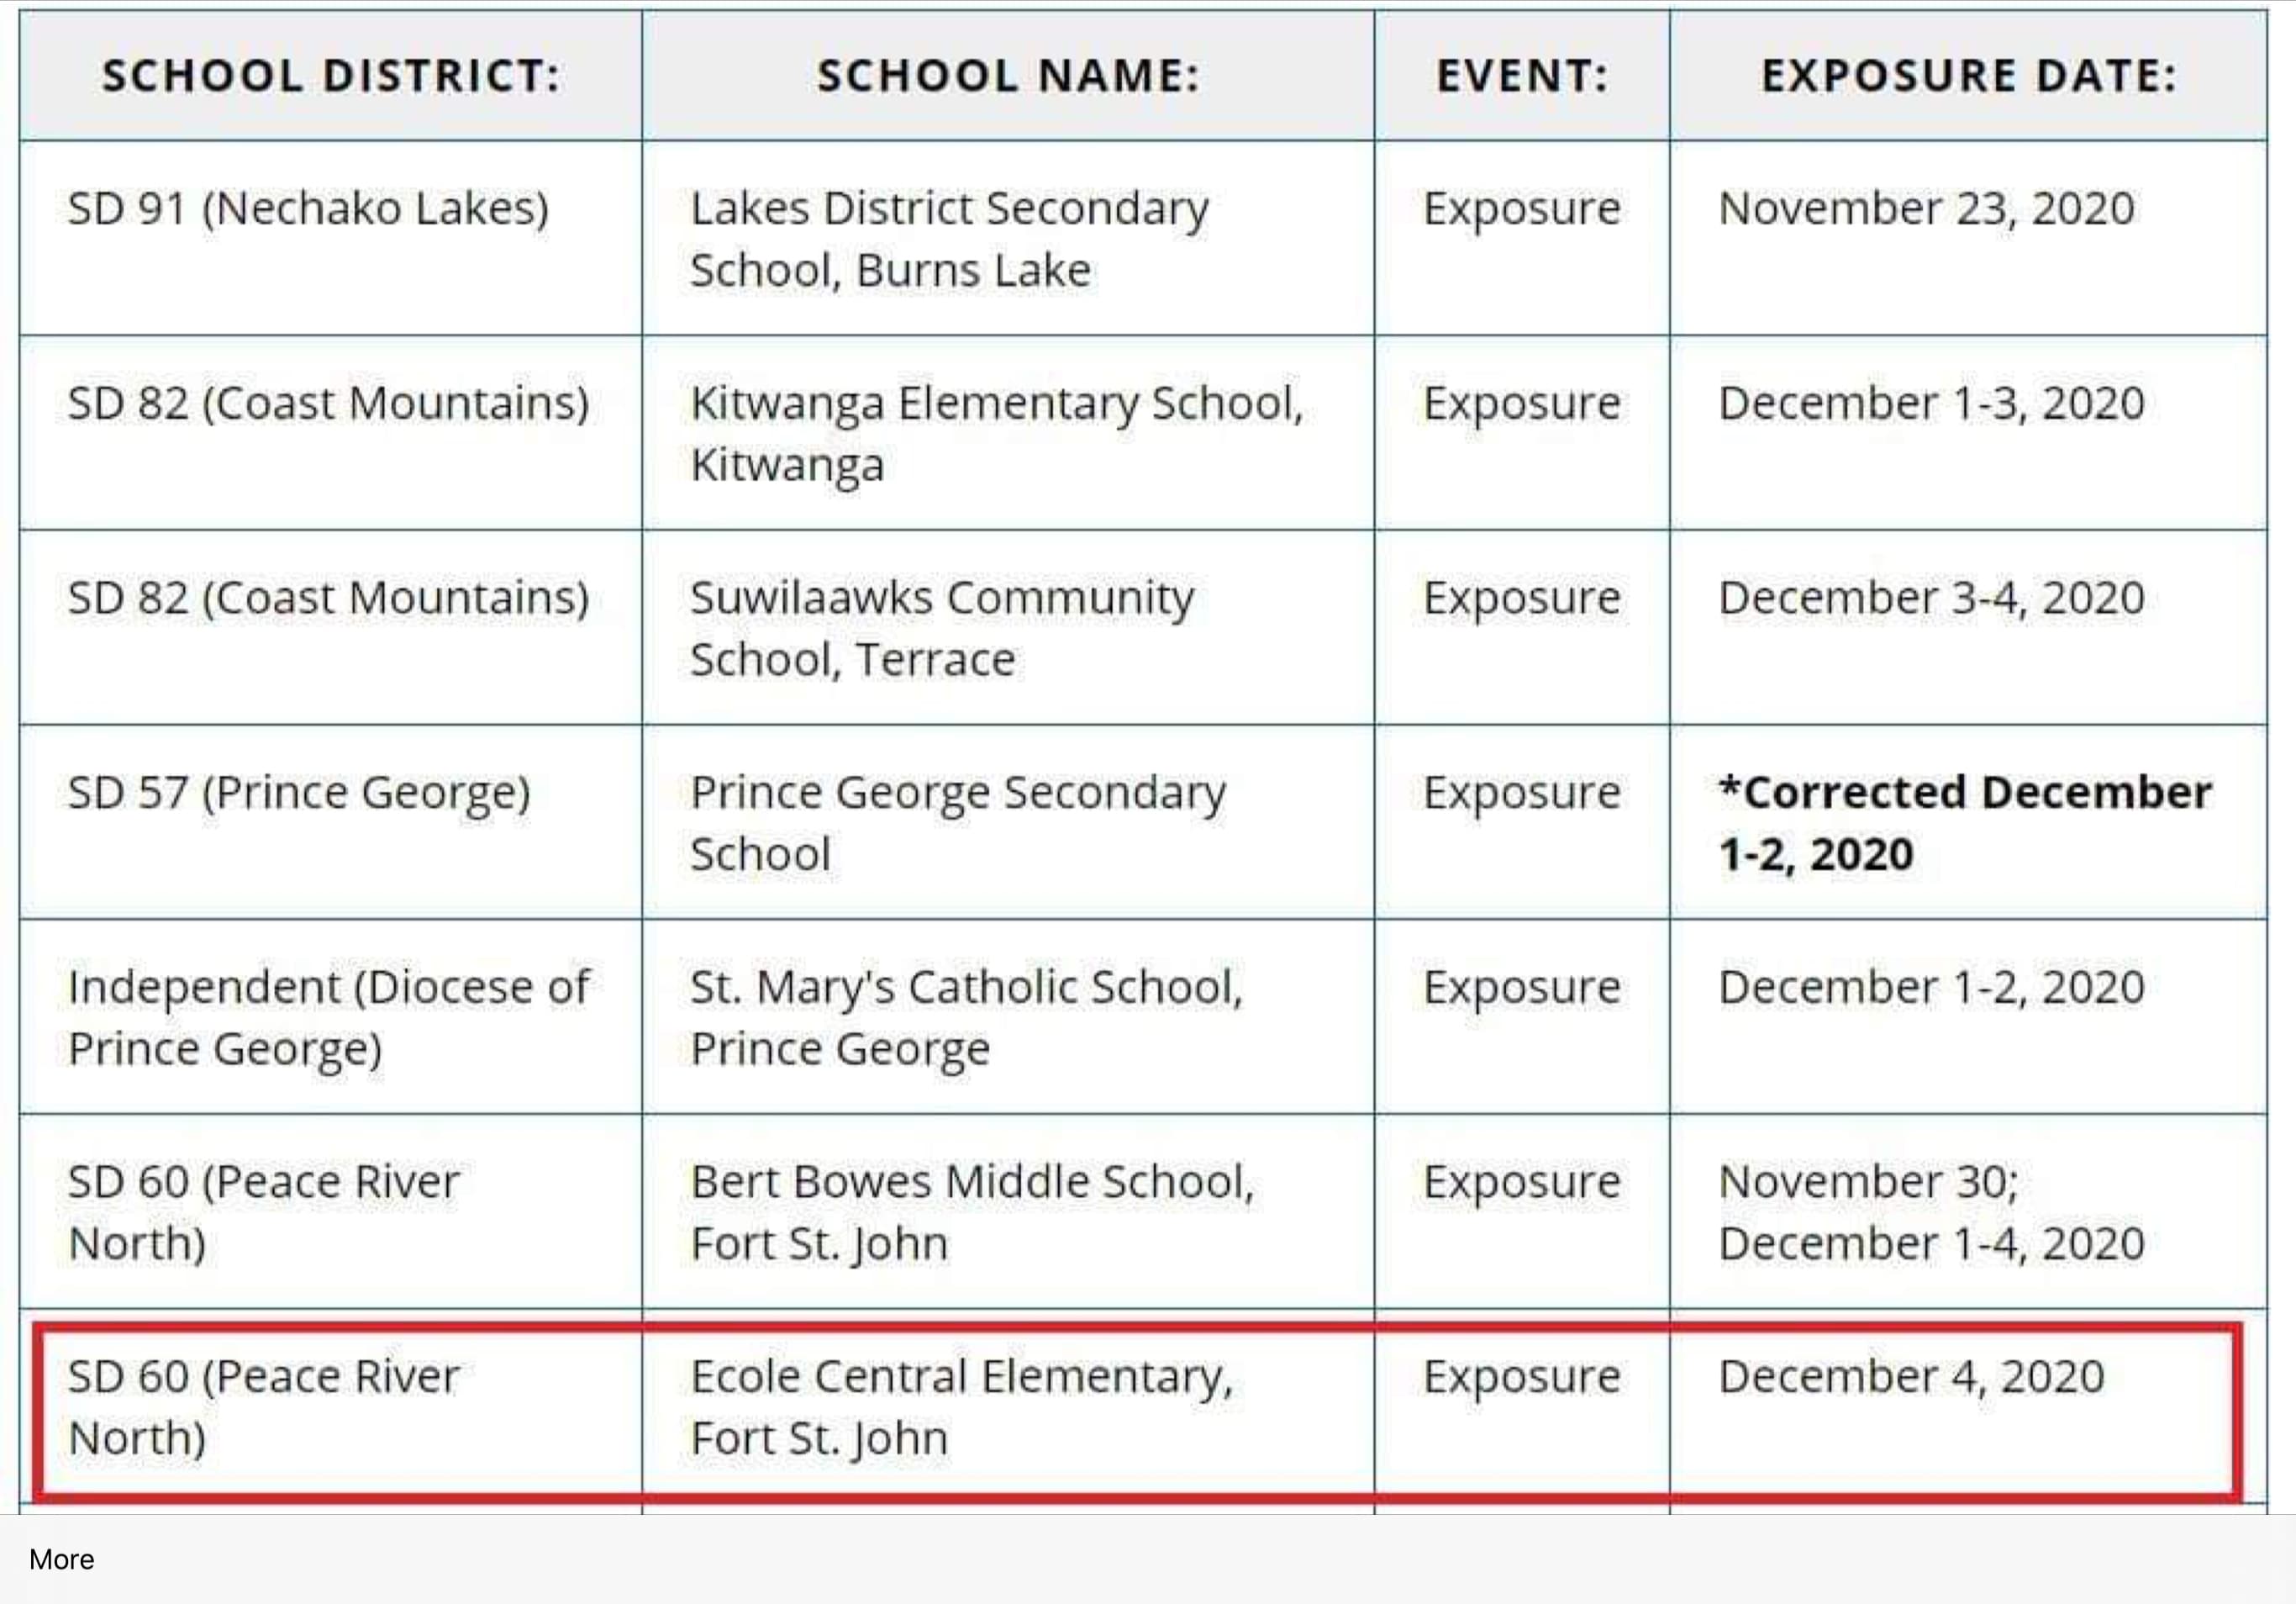 SCHOOL DISTRICT: SCHOOL NAME: EVENT: EXPOSURE DATE:
SD 91 (Nechako Lakes) Lakes District Secondary Exposure November 23, 2020
School, Burns Lake
SD 82 (Coast Mountains) Kitwanga Elementary School, Exposure December 1-3, 2020
Kitwanga
SD 82 (Coast Mountains) Suwilaawks Community Exposure December 3-4, 2020
School, Terrace
SD 57 (Prince George) Prince George Secondary Exposure *Corrected December
School 1-2, 2020
Independent (Diocese of St. Mary's Catholic School, Exposure December 1-2, 2020
Prince George) Prince George
SD 60 (Peace River Bert Bowes Middle School, Exposure November 30;
North) Fort St. John December 1-4, 2020
SD 60 (Peace River Ecole Central Elementary, Exposure December 4, 2020
North) Fort St. John
More